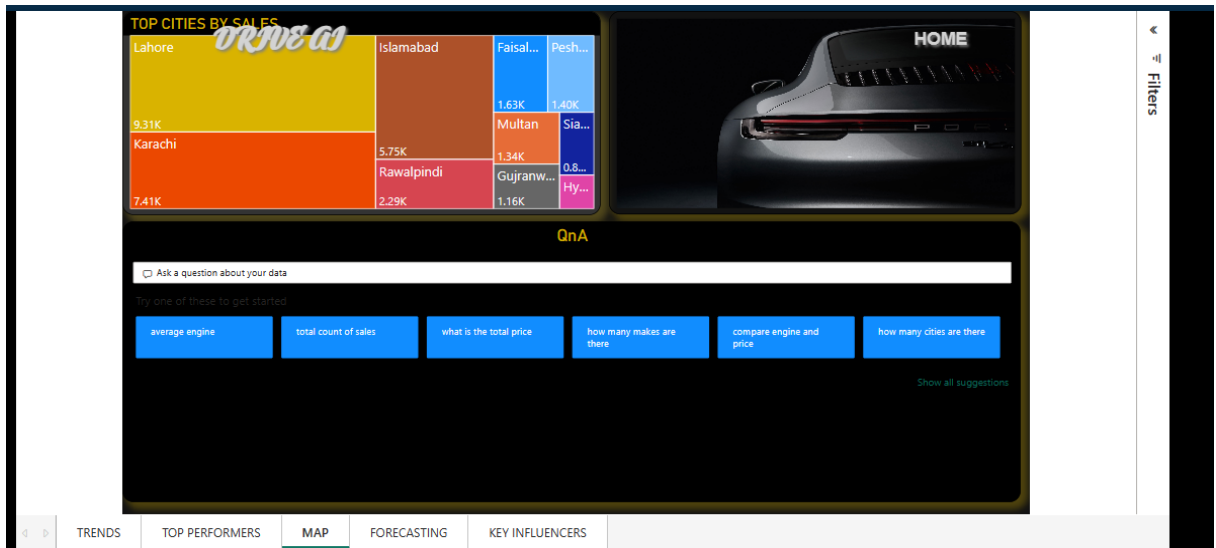 TOP CITIES BY SALES
DRIVE AI
HOME
Lahore
9.31K
Karachi
7.41K
Islamabad
5.75K
Rawalpindi
2.29K
Faisal...
1.63K
Pesh...
1.40K
Multan
1.34K
Sia...
0.8...
Gujranw...
1.16K
Hy...
Filters
QnA
Ask a question about your data
Try one of these to get started
average engine
total count of sales
what is the total price
how many makes are
there
compare engine and
price
how many cities are there
Show all suggestions
TRENDS
TOP PERFORMERS
MAP
FORECASTING
KEY INFLUENCERS